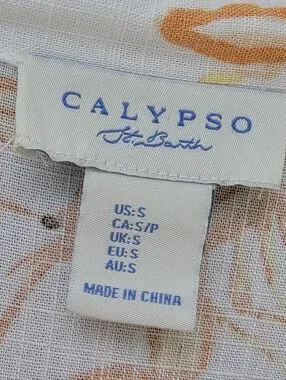 CALYPSO
St. Barth
US:S
CA:S/P
UK:S
EU:S
AU:S
MADE IN CHINA